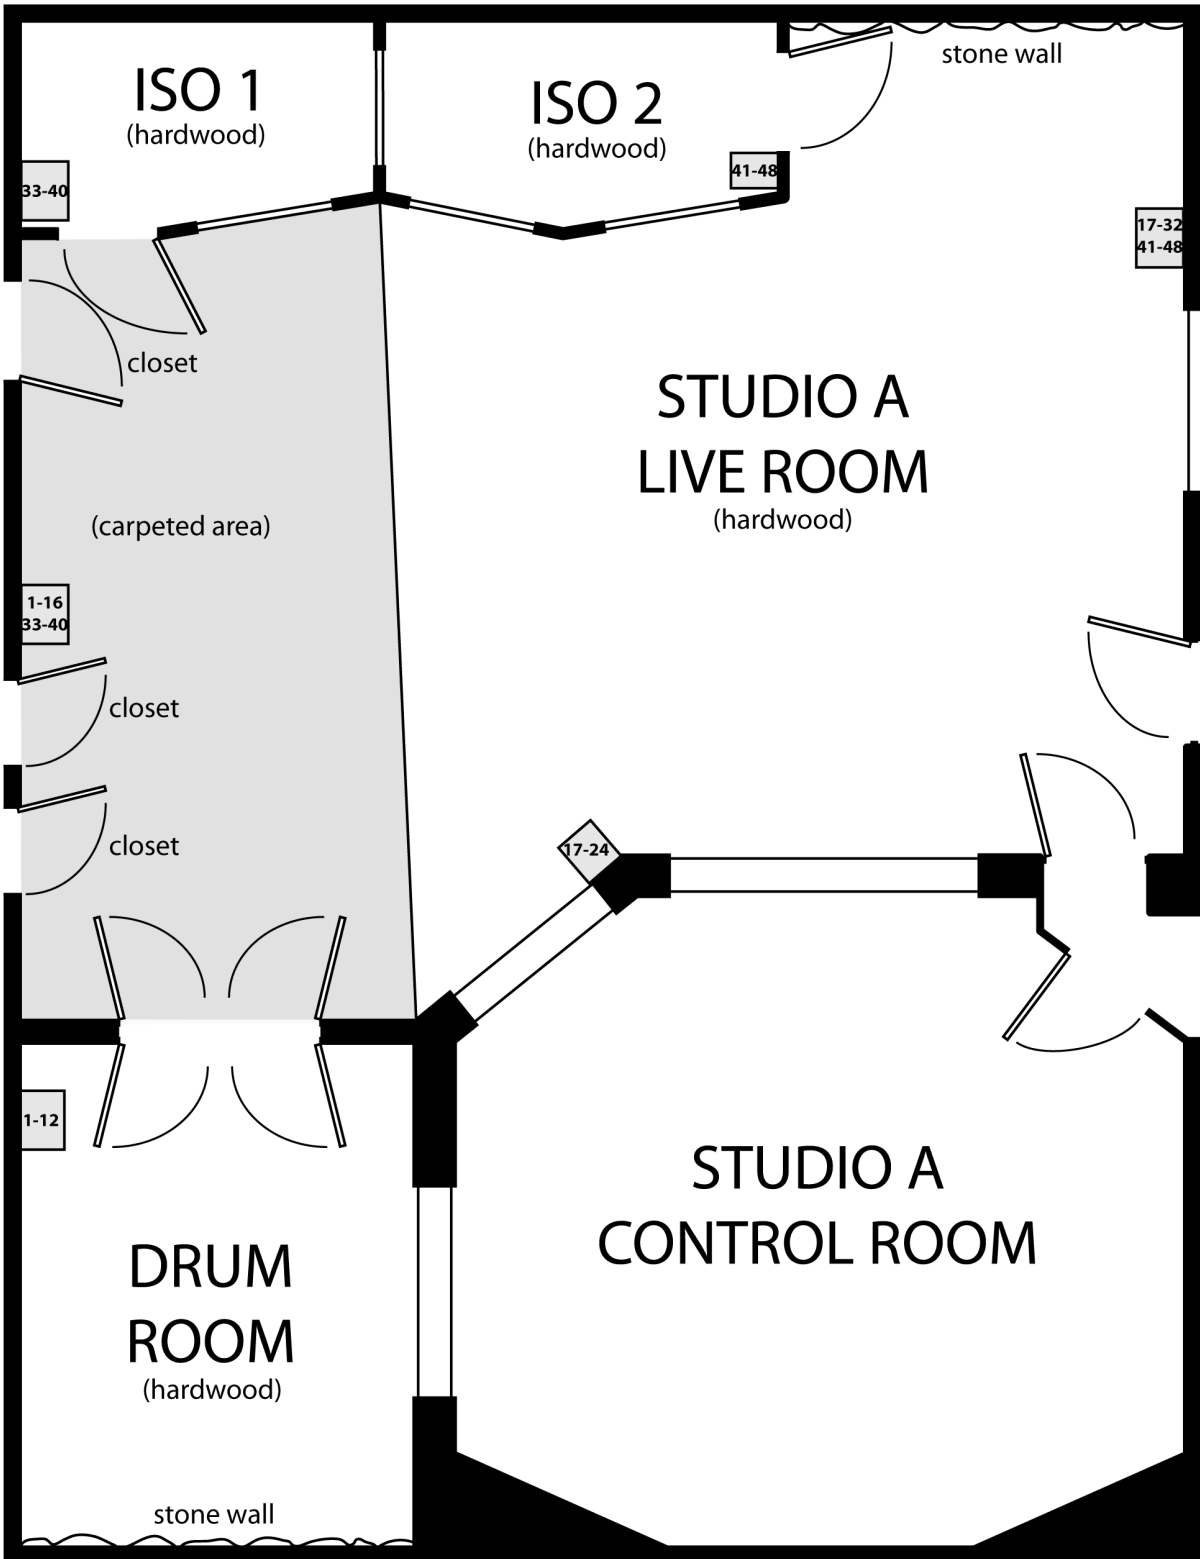 stone wall
ISO 1
(hardwood)
ISO 2
(hardwood)
33-40
41-48
17-32
41-48
closet
STUDIO A
LIVE ROOM
(hardwood)
(carpeted area)
1-16
33-40
closet
closet
17-24
1-12
STUDIO A
CONTROL ROOM
DRUM
ROOM
(hardwood)
stone wall